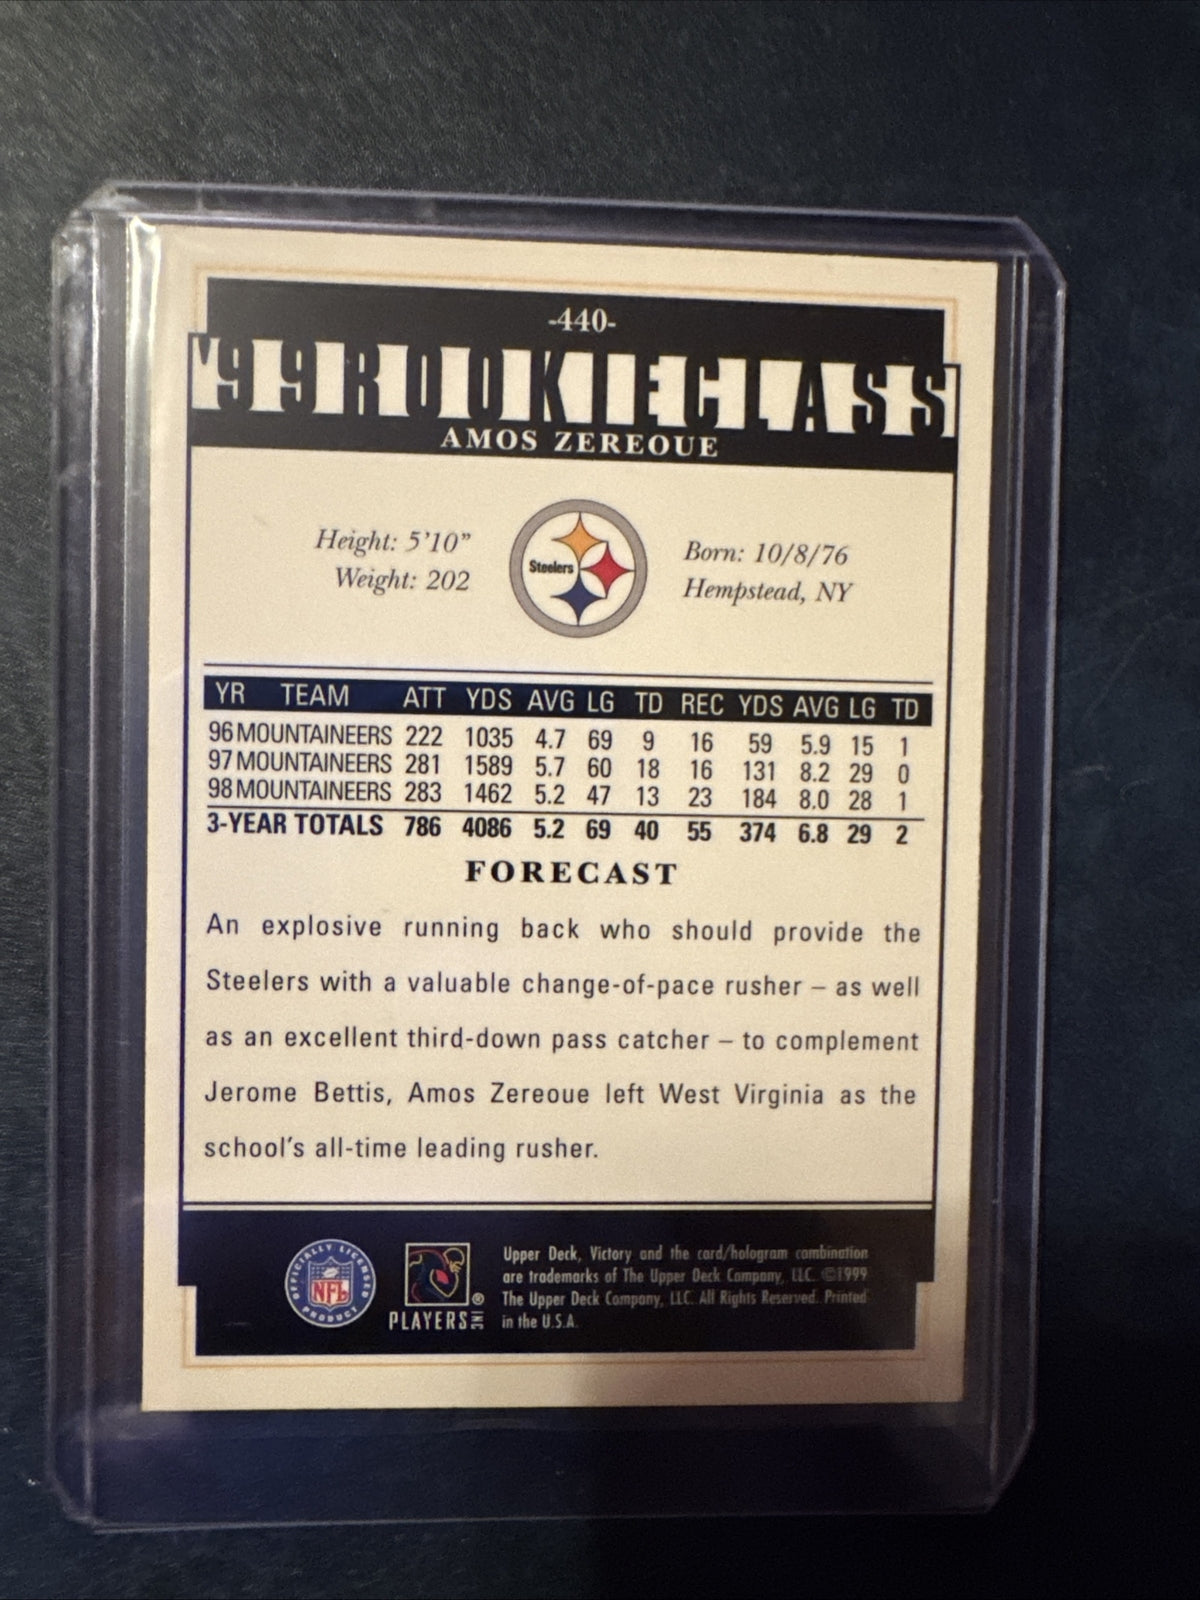 -440-
'99 ROOKIE CLASS
AMOS ZEREOUE
Height: 5'10"
Weight: 202
Steelers
Born: 10/8/76
Hempstead, NY
YR TEAM ATT YDS AVG LG TD REC YDS AVG LG TD
96 MOUNTAINEERS 222 1035 4.7 69 9 16 59 5.9 15 1
97 MOUNTAINEERS 281 1589 5.7 60 18 16 131 8.2 29 0
98 MOUNTAINEERS 283 1462 5.2 47 13 23 184 8.0 28 1
3-YEAR TOTALS 786 4086 5.2 69 40 55 374 6.8 29 2
FORECAST
An explosive running back who should provide the
Steelers with a valuable change-of-pace rusher – as well
as an excellent third-down pass catcher – to complement
Jerome Bettis, Amos Zereoue left West Virginia as the
school's all-time leading rusher.
OFFICIALLY LICENSED
NFL
PRODUCT
PLAYERS INC ®
Upper Deck, Victory and the card/hologram combination
are trademarks of The Upper Deck Company, LLC. ©1999
The Upper Deck Company, LLC. All Rights Reserved. Printed
in the U.S.A.